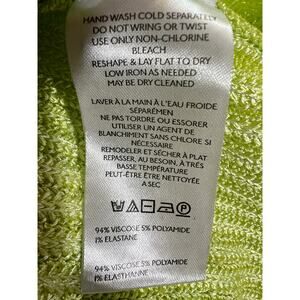 HAND WASH COLD SEPARATELY
DO NOT WRING OR TWIST
USE ONLY NON-CHLORINE
BLEACH
RESHAPE & LAY FLAT TO DRY
LOW IRON AS NEEDED
MAY BE DRY CLEANED
LAVER À LA MAIN À L'EAU FROIDE
SÉPARÉMEN
NE PAS TORDRE OU ESSORER
UTILISER UN AGENT DE
BLANCHIMENT SANS CHLORE SI
NÉCESSAIRE
REMODELER ET SÉCHER À PLAT
REPASSER, AU BESOIN, À TRÈS
BASSE TEMPÉRATURE
PEUT-ÊTRE ÊTRE NETTOYÉE
A SEC
94% VISCOSE 5% POLYAMIDE
1% ELASTANE
94% VISCOSE 5% POLYAMIDE
1% ELASTHANNE